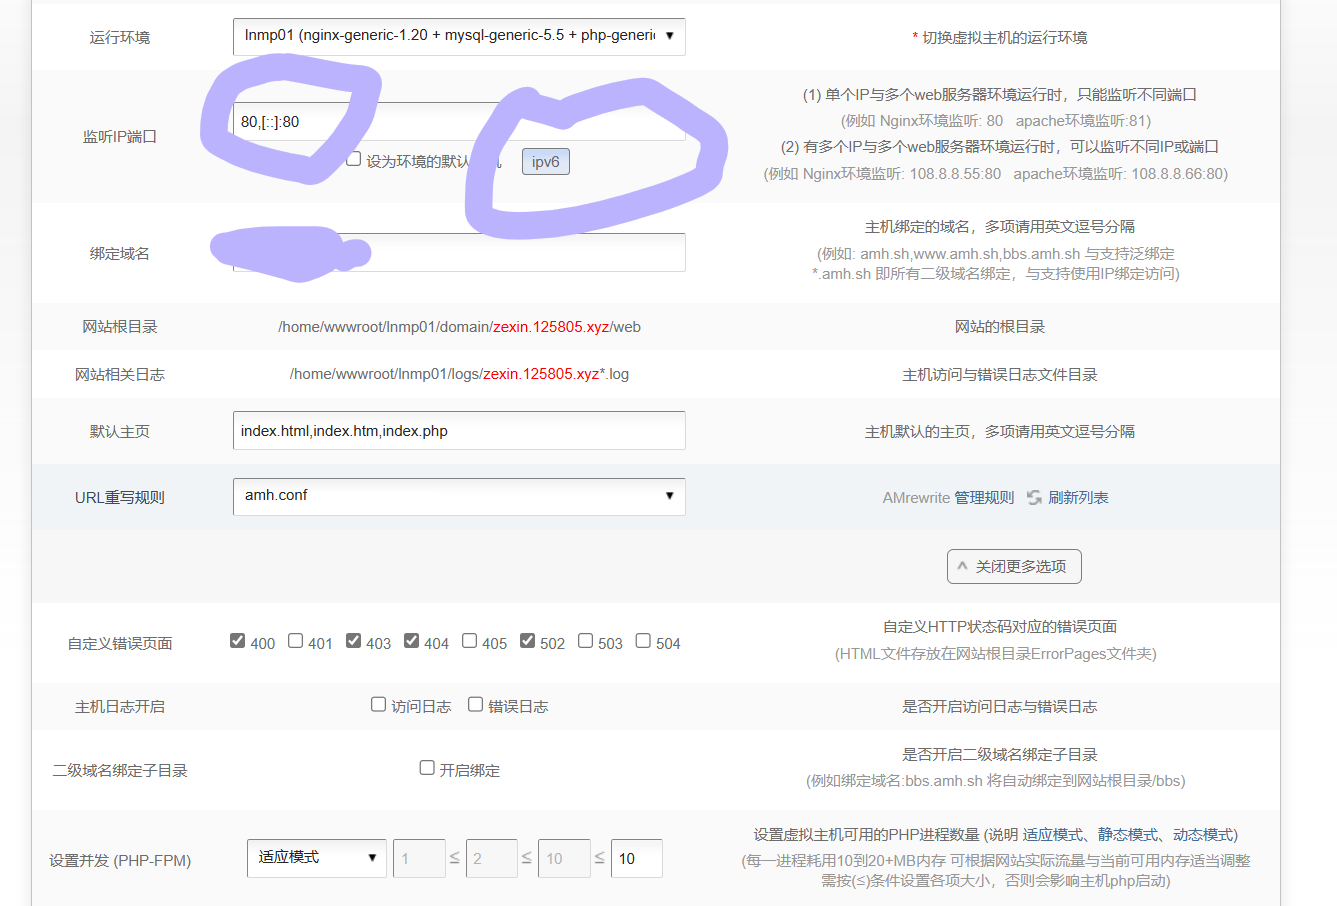 运行环境
lnmp01 (nginx-generic-1.20 + mysql-generic-5.5 + php-generic
* 切换虚拟主机的运行环境
监听IP端口
80,[::]:80
设为环境的默认
ipv6
(1) 单个IP与多个web服务器环境运行时，只能监听不同端口
(例如 Nginx环境监听: 80 apache环境监听:81)
(2) 有多个IP与多个web服务器环境运行时，可以监听不同IP或端口
(例如 Nginx环境监听: 108.8.8.55:80 apache环境监听: 108.8.8.66:80)
绑定域名
主机绑定的域名，多项请用英文逗号分隔
(例如: amh.sh,www.amh.sh,bbs.amh.sh 与支持泛绑定
*.amh.sh 即所有二级域名绑定，与支持使用IP绑定访问)
网站根目录
/home/wwwroot/lnmp01/domain/zexin.125805.xyz/web
网站的根目录
网站相关日志
/home/wwwroot/lnmp01/logs/zexin.125805.xyz*.log
主机访问与错误日志文件目录
默认主页
index.html,index.htm,index.php
主机默认的主页，多项请用英文逗号分隔
URL重写规则
amh.conf
AMrewrite 管理规则 刷新列表
关闭更多选项
自定义错误页面
400 401 403 404 405 502 503 504
自定义HTTP状态码对应的错误页面
(HTML文件存放在网站根目录ErrorPages文件夹)
主机日志开启
访问日志 错误日志
是否开启访问日志与错误日志
二级域名绑定子目录
开启绑定
是否开启二级域名绑定子目录
(例如绑定域名:bbs.amh.sh 将自动绑定到网站根目录/bbs)
设置并发 (PHP-FPM)
适应模式 1 ≤ 2 ≤ 10 ≤ 10
设置虚拟主机可用的PHP进程数量 (说明 适应模式、静态模式、动态模式)
(每一进程耗用10到20+MB内存 可根据网站实际流量与当前可用内存适当调整
需按(≤)条件设置各项大小，否则会影响主机php启动)